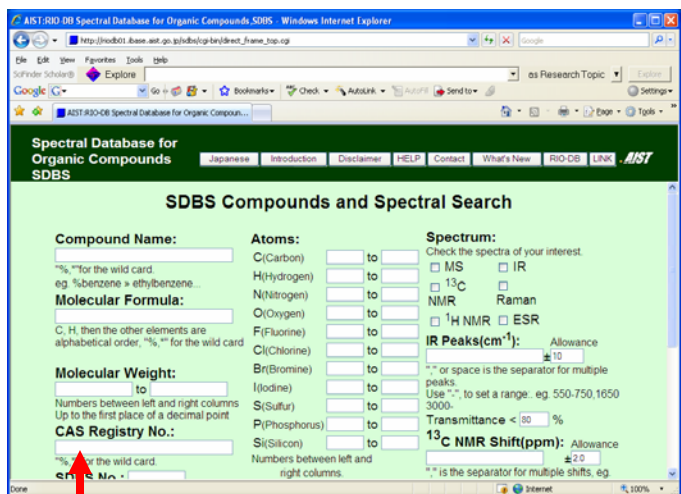 AIST:RIO-DB Spectral Database for Organic Compounds,SDBS - Windows Internet Explorer
http://riodb01.ibase.aist.go.jp/sdbs/cgi-bin/direct_frame_top.cgi
Google
File Edit View Favorites Tools Help
SciFinder Scholar® Explore as Research Topic Explore
Google G Go Bookmarks Check AutoLink AutoFill Send to Settings
AIST:RIO-DB Spectral Database for Organic Compoun... Page Tools »
Spectral Database for
Organic Compounds
SDBS
Japanese Introduction Disclaimer HELP Contact What's New RIO-DB LINK AIST
SDBS Compounds and Spectral Search
Compound Name:
"%,*"for the wild card.
eg. %benzene » ethylbenzene...
Molecular Formula:
C, H, then the other elements are
alphabetical order, "%,*" for the wild card
Molecular Weight:
to
Numbers between left and right columns
Up to the first place of a decimal point
CAS Registry No.:
"%, for the wild card.
SDBS No.:
Atoms:
C(Carbon) to
H(Hydrogen) to
N(Nitrogen) to
O(Oxygen) to
F(Fluorine) to
Cl(Chlorine) to
Br(Bromine) to
I(Iodine) to
S(Sulfur) to
P(Phosphorus) to
Si(Silicon) to
Numbers between left and
right columns.
Spectrum:
Check the spectra of your interest.
MS IR
13C
NMR Raman
1H NMR ESR
IR Peaks(cm-1): Allowance
±10
"," or space is the separator for multiple
peaks.
Use "-", to set a range. eg. 550-750,1650
3000-
Transmittance < 80 %
13C NMR Shift(ppm): Allowance
±2.0
"," is the separator for multiple shifts, eg.
Done Internet 100%